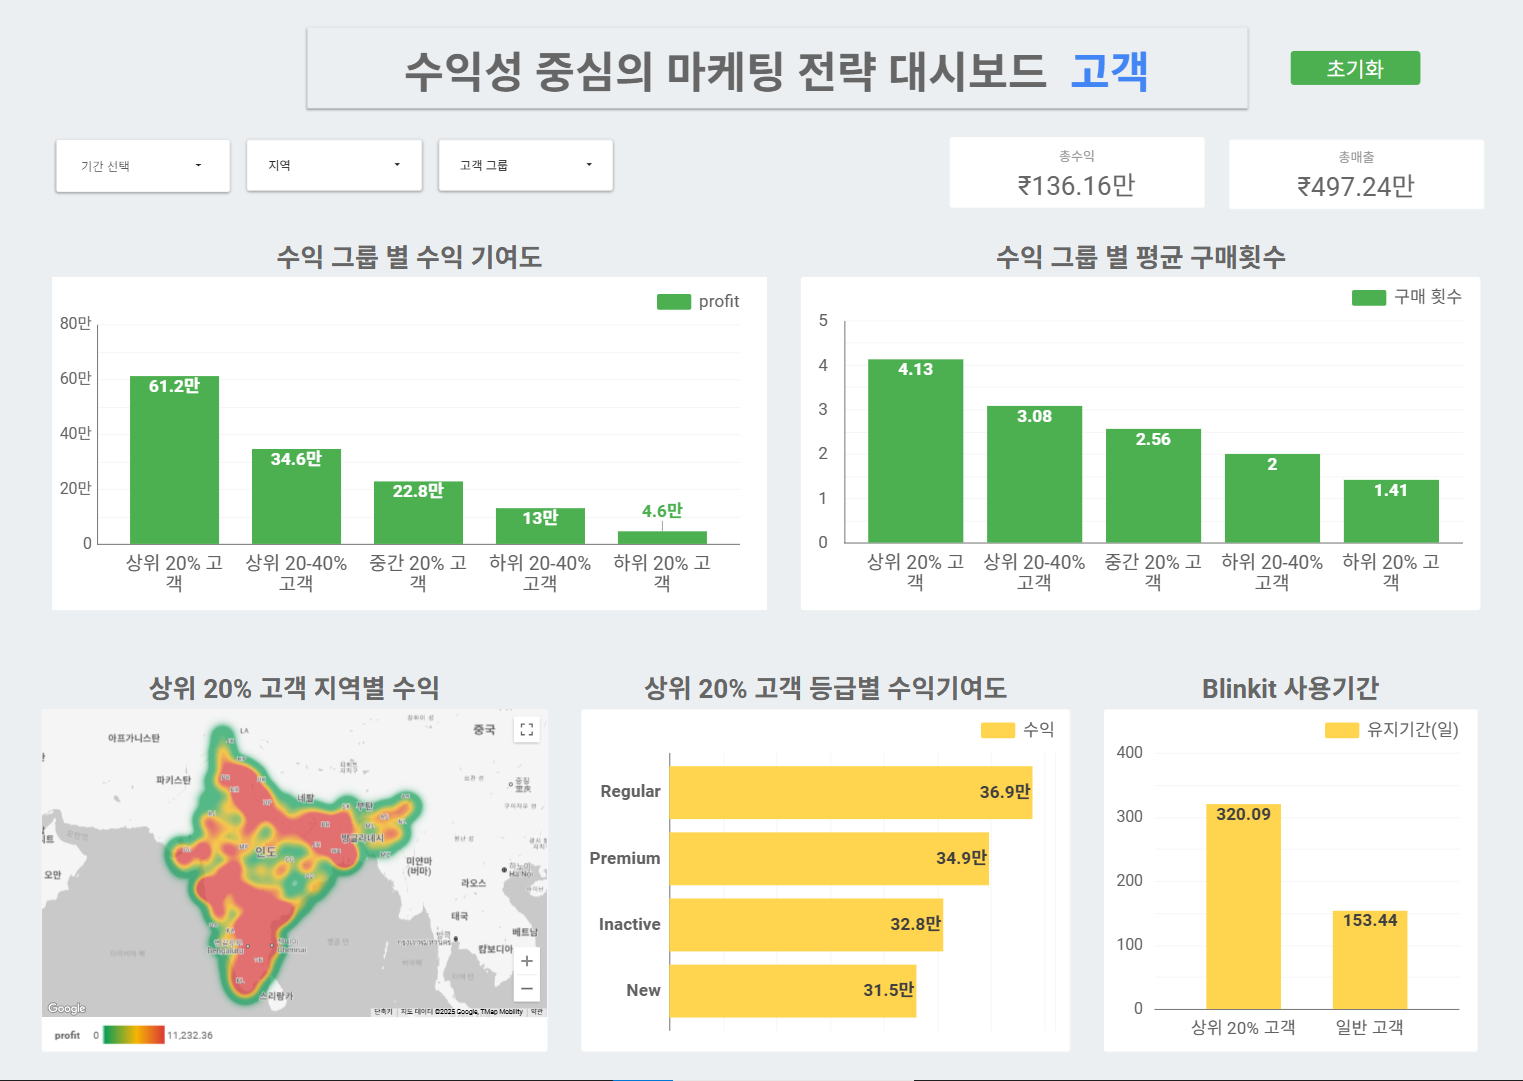 수익성 중심의 마케팅 전략 대시보드 고객
초기화
기간 선택
지역
고객 그룹
총수익
₹136.16만
총매출
₹497.24만
수익 그룹 별 수익 기여도
profit
80만
60만
40만
20만
0
61.2만
34.6만
22.8만
13만
4.6만
상위 20% 고
객
상위 20-40%
고객
중간 20% 고
객
하위 20-40%
고객
하위 20% 고
객
수익 그룹 별 평균 구매횟수
구매 횟수
5
4
3
2
1
0
4.13
3.08
2.56
2
1.41
상위 20% 고
객
상위 20-40%
고객
중간 20% 고
객
하위 20-40%
고객
하위 20% 고
객
상위 20% 고객 지역별 수익
중국
아프가니스탄
파키스탄
네팔
부탄
방글라데시
인도
미얀마
(버마)
오만
라오스
하노이
Ha Noi
태국
베트남
방콕
캄보디아
Bengaluru
Chennai
스리랑카
Google
단축키
지도 데이터 ©2025 Google, TMap Mobility
약관
profit 0 11,232.36
상위 20% 고객 등급별 수익기여도
수익
Regular 36.9만
Premium 34.9만
Inactive 32.8만
New 31.5만
Blinkit 사용기간
유지기간(일)
400
300
200
100
0
320.09
153.44
상위 20% 고객
일반 고객